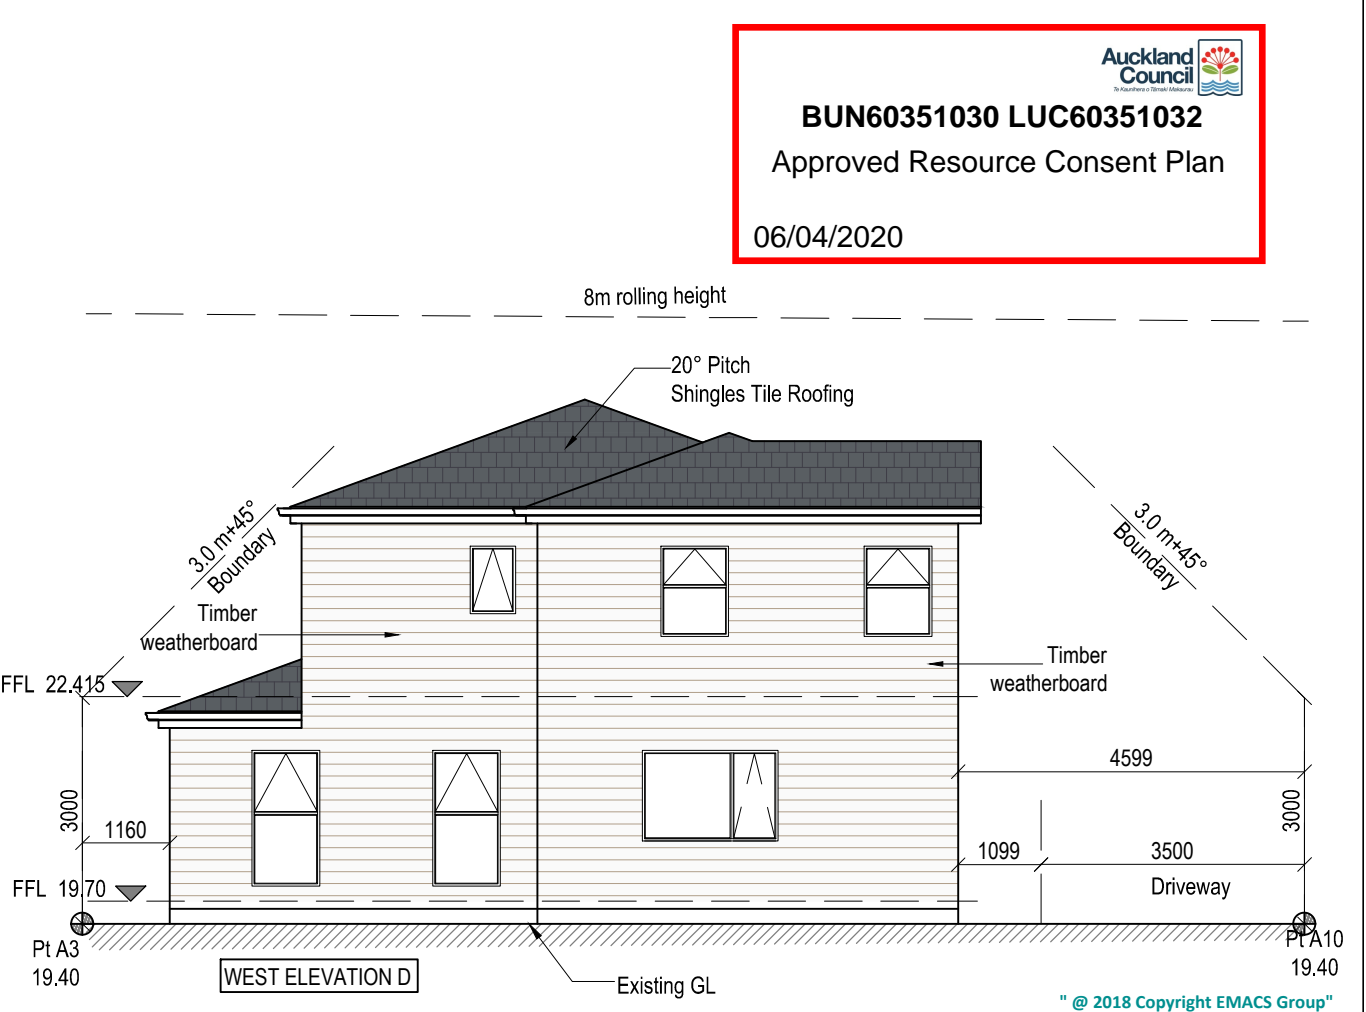 Auckland
Council
Te Kaunihera o Tāmaki Makaurau
BUN60351030 LUC60351032
Approved Resource Consent Plan
06/04/2020
8m rolling height
20° Pitch
Shingles Tile Roofing
3.0 m+45°
Boundary
3.0 m+45°
Boundary
Timber
weatherboard
Timber
weatherboard
FFL 22.415
4599
3000
1160
3000
1099
3500
Driveway
FFL 19.70
Pt A3
19.40
Pt A10
19.40
WEST ELEVATION D
Existing GL
" @ 2018 Copyright EMACS Group"